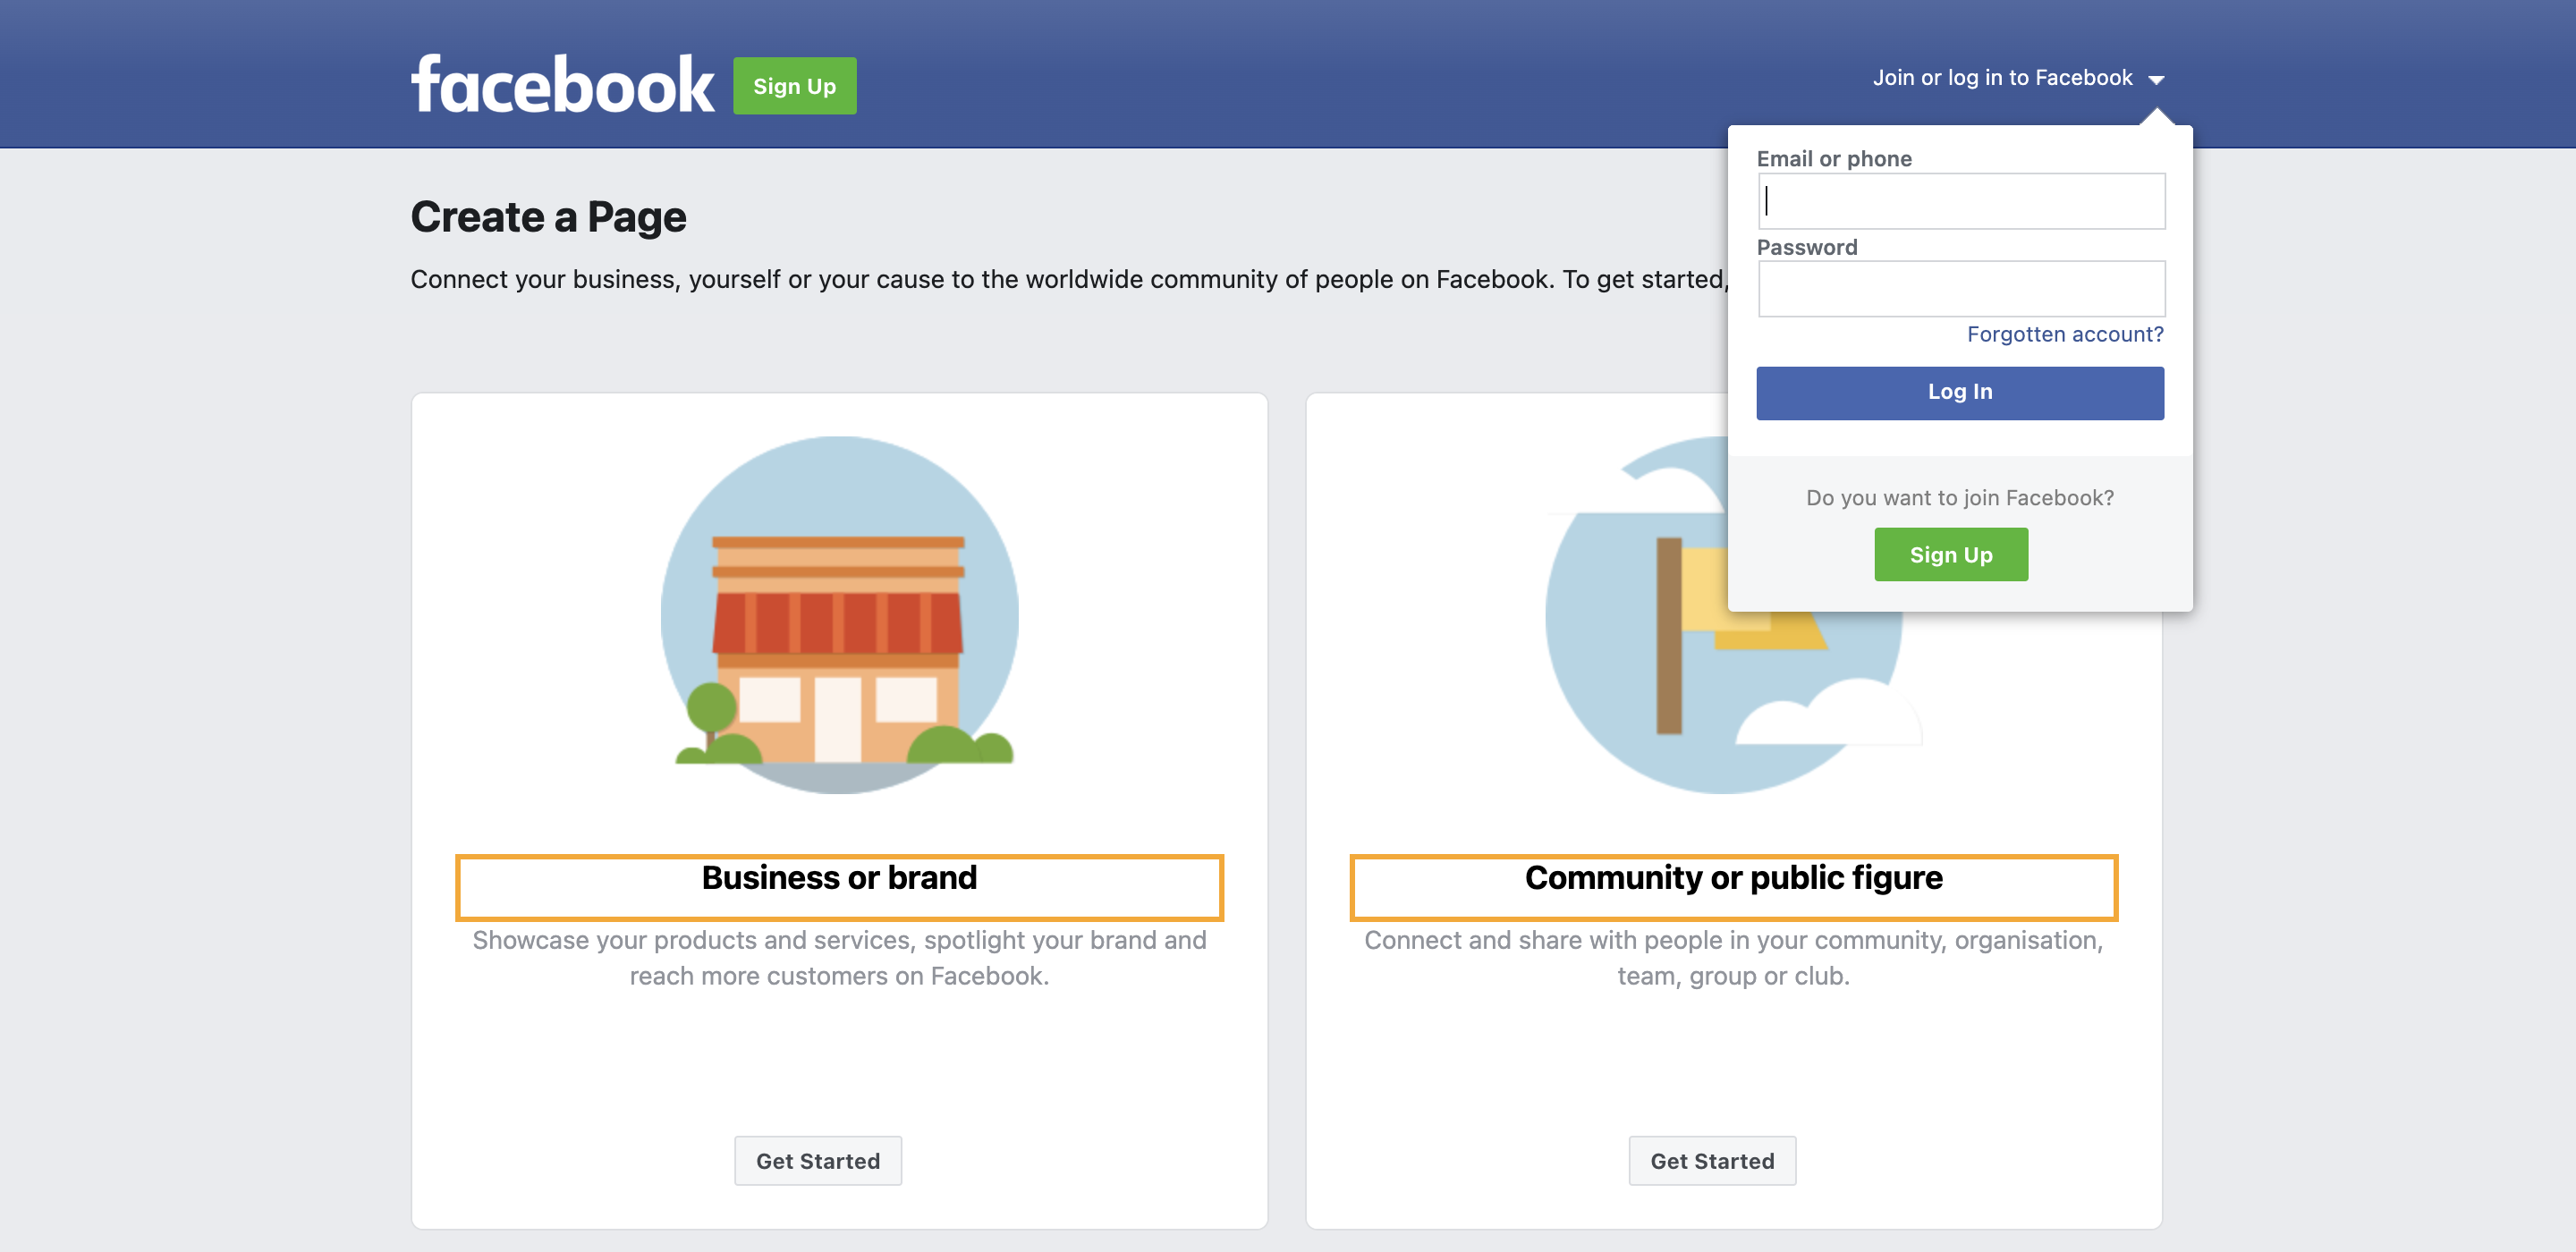 facebook
Sign Up
Join or log in to Facebook
Email or phone
Password
Forgotten account?
Log In
Do you want to join Facebook?
Sign Up
Create a Page
Connect your business, yourself or your cause to the worldwide community of people on Facebook. To get started,
Business or brand
Showcase your products and services, spotlight your brand and
reach more customers on Facebook.
Get Started
Community or public figure
Connect and share with people in your community, organisation,
team, group or club.
Get Started